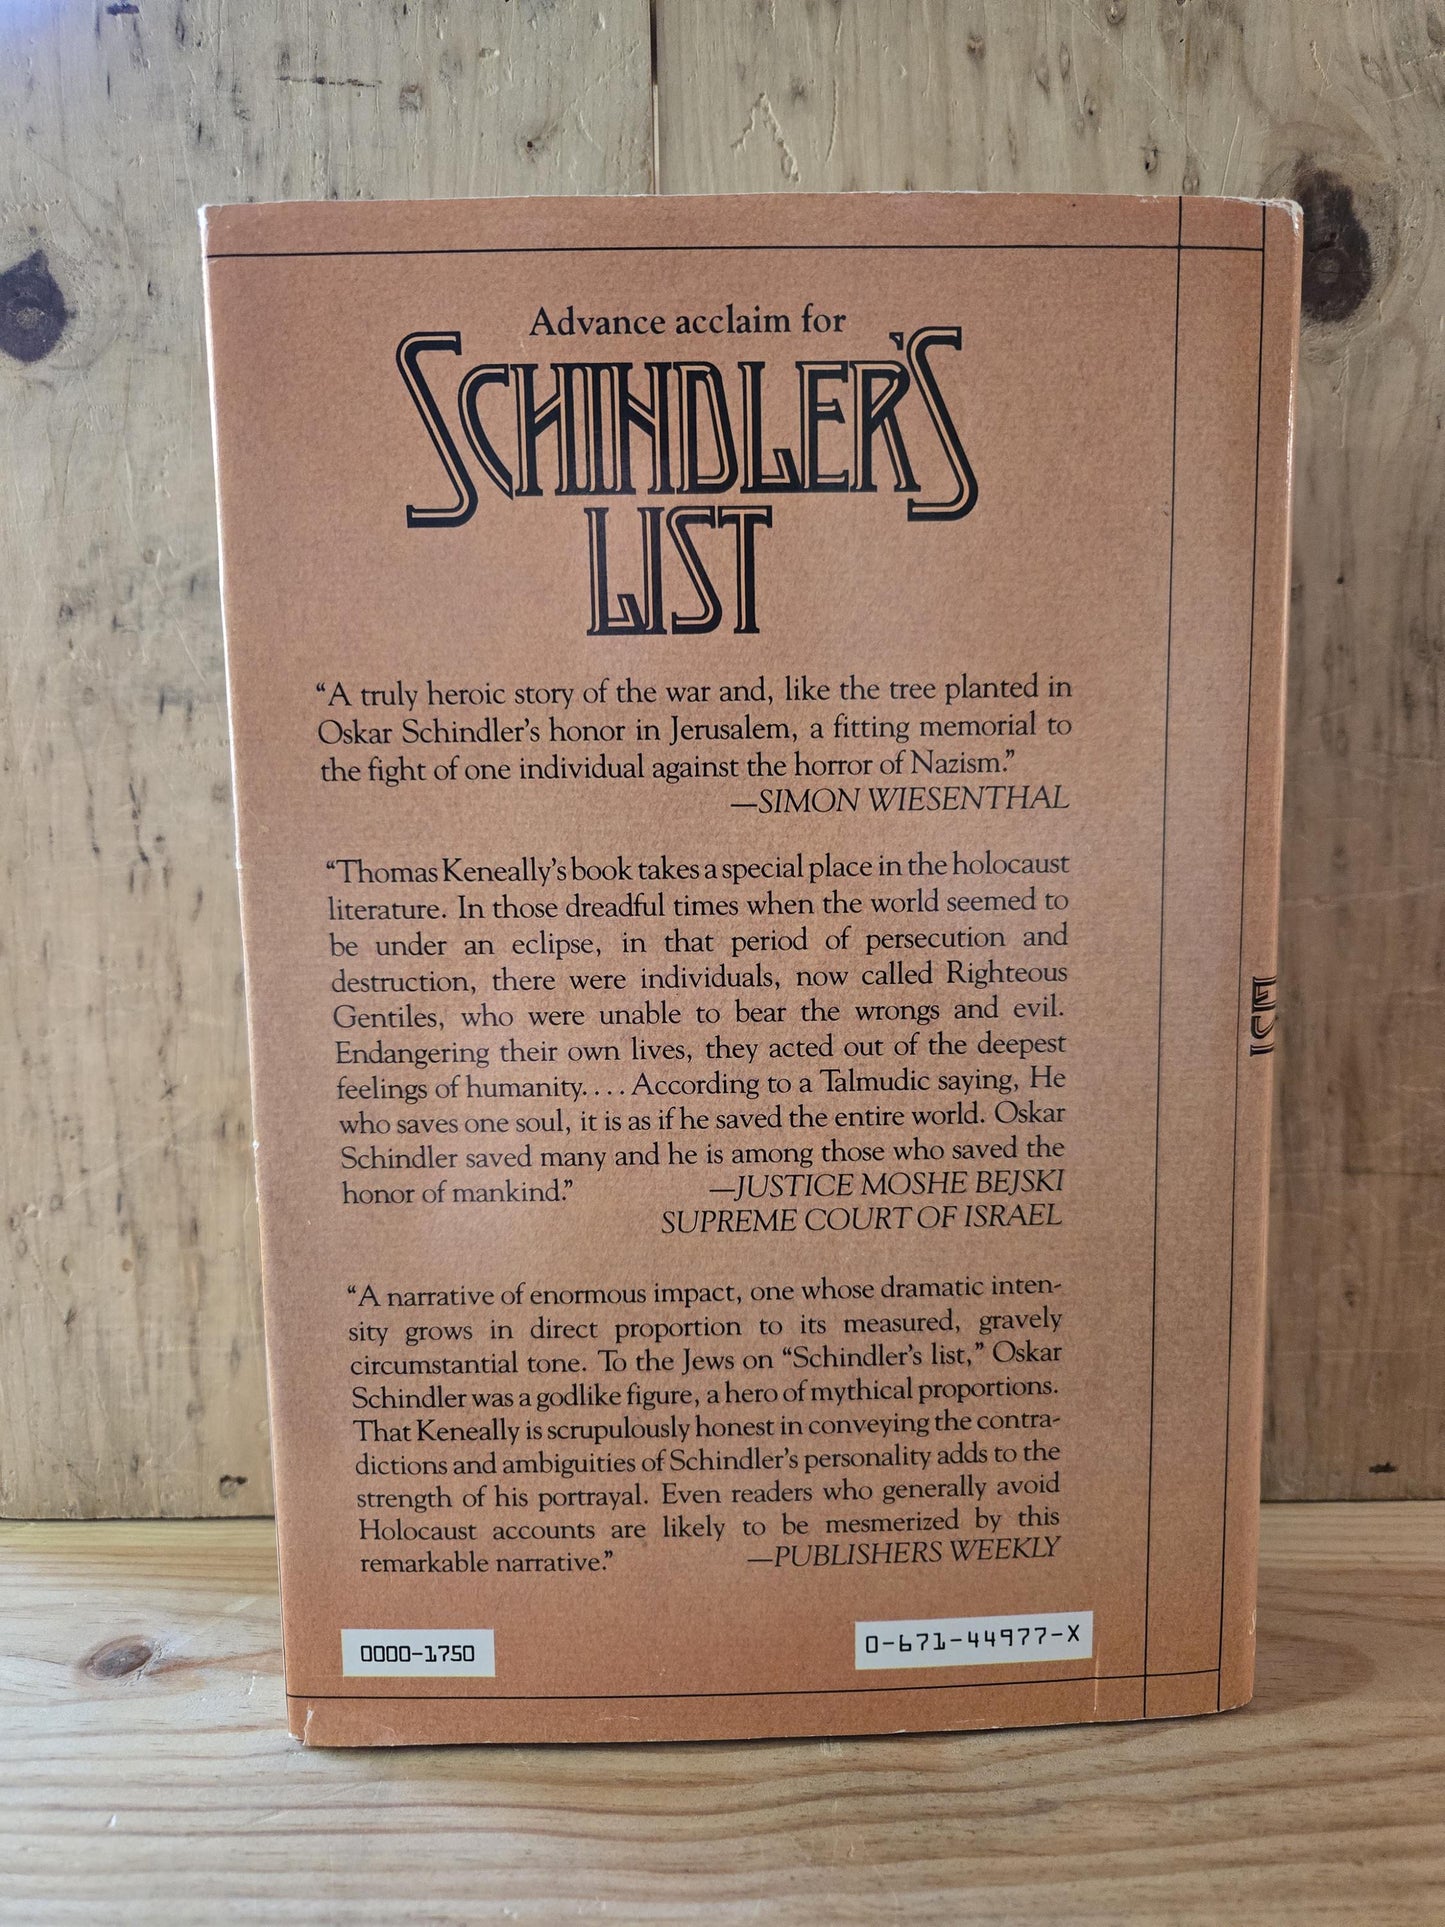 Advance acclaim for
SCHINDLER'S
LIST
“A truly heroic story of the war and, like the tree planted in
Oskar Schindler’s honor in Jerusalem, a fitting memorial to
the fight of one individual against the horror of Nazism.”
—SIMON WIESENTHAL
“Thomas Keneally’s book takes a special place in the holocaust
literature. In those dreadful times when the world seemed to
be under an eclipse, in that period of persecution and
destruction, there were individuals, now called Righteous
Gentiles, who were unable to bear the wrongs and evil.
Endangering their own lives, they acted out of the deepest
feelings of humanity. . . . According to a Talmudic saying, He
who saves one soul, it is as if he saved the entire world. Oskar
Schindler saved many and he is among those who saved the
honor of mankind.” —JUSTICE MOSHE BEJSKI
SUPREME COURT OF ISRAEL
“A narrative of enormous impact, one whose dramatic inten-
sity grows in direct proportion to its measured, gravely
circumstantial tone. To the Jews on “Schindler’s list,” Oskar
Schindler was a godlike figure, a hero of mythical proportions.
That Keneally is scrupulously honest in conveying the contra-
dictions and ambiguities of Schindler’s personality adds to the
strength of his portrayal. Even readers who generally avoid
Holocaust accounts are likely to be mesmerized by this
remarkable narrative.” —PUBLISHERS WEEKLY
0000-1750
0-671-44977-X